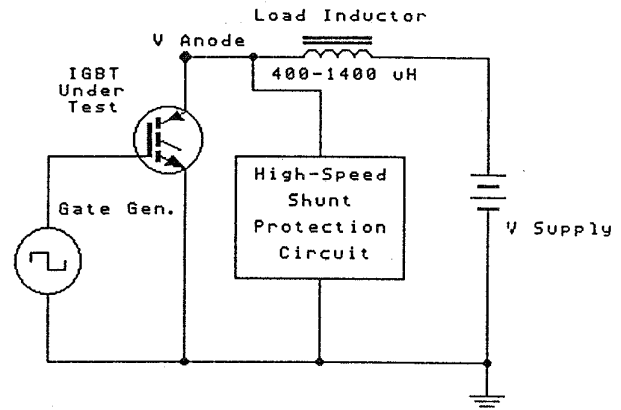 Load Inductor
V Anode
400-1400 uH
IGBT
Under
Test
High-Speed
Shunt
Protection
Circuit
Gate Gen.
V Supply